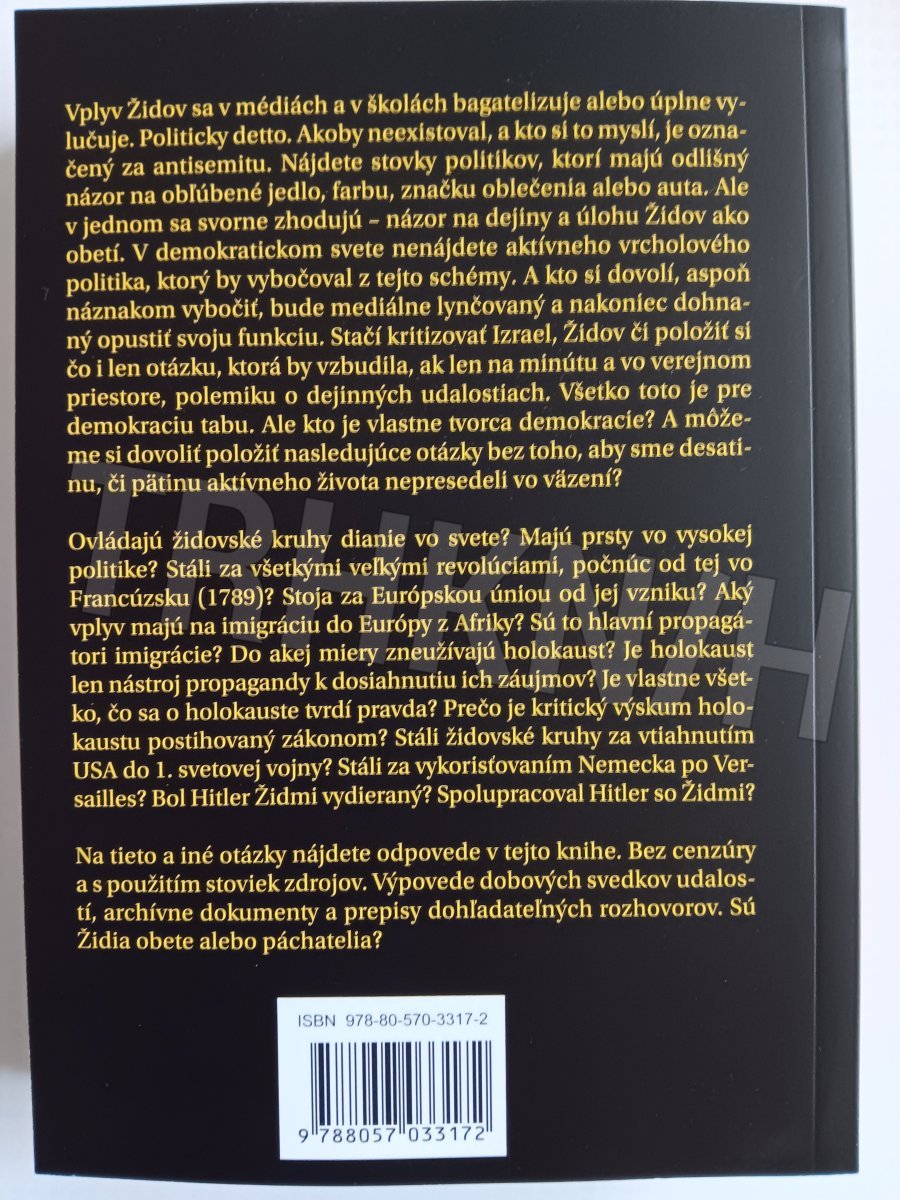 Vplyv Židov sa v médiách a v školách bagatelizuje alebo úplne vy-
lučuje. Politicky detto. Akoby neexistoval, a kto si to myslí, je ozna-
čený za antisemitu. Nájdete stovky politikov, ktorí majú odlišný
názor na obľúbené jedlo, farbu, značku oblečenia alebo auta. Ale
v jednom sa svorne zhodujú – názor na dejiny a úlohu Židov ako
obetí. V demokratickom svete nenájdete aktívneho vrcholového
politika, ktorý by vybočoval z tejto schémy. A kto si dovolí, aspoň
náznakom vybočiť, bude mediálne lynčovaný a nakoniec dohna-
ný opustiť svoju funkciu. Stačí kritizovať Izrael, Židov či položiť si
čo i len otázku, ktorá by vzbudila, ak len na minútu a vo verejnom
priestore, polemiku o dejinných udalostiach. Všetko toto je pre
demokraciu tabu. Ale kto je vlastne tvorca demokracie? A môže-
me si dovoliť položiť nasledujúce otázky bez toho, aby sme desati-
nu, či pätinu aktívneho života nepresedeli vo väzení?
Ovládajú židovské kruhy dianie vo svete? Majú prsty vo vysokej
politike? Stáli za všetkými veľkými revolúciami, počnúc od tej vo
Francúzsku (1789)? Stoja za Európskou úniou od jej vzniku? Aký
vplyv majú na imigráciu do Európy z Afriky? Sú to hlavní propagá-
tori imigrácie? Do akej miery zneužívajú holokaust? Je holokaust
len nástroj propagandy k dosiahnutiu ich záujmov? Je vlastne všet-
ko, čo sa o holokauste tvrdí pravda? Prečo je kritický výskum holo-
kaustu postihovaný zákonom? Stáli židovské kruhy za vtiahnutím
USA do 1. svetovej vojny? Stáli za vykorisťovaním Nemecka po Ver-
sailles? Bol Hitler Židmi vydieraný? Spolupracoval Hitler so Židmi?
Na tieto a iné otázky nájdete odpovede v tejto knihe. Bez cenzúry
a s použitím stoviek zdrojov. Výpovede dobových svedkov udalos-
tí, archívne dokumenty a prepisy dohľadateľných rozhovorov. Sú
Židia obete alebo páchatelia?
TRHKNIH
ISBN 978-80-570-3317-2
9 788057 033172